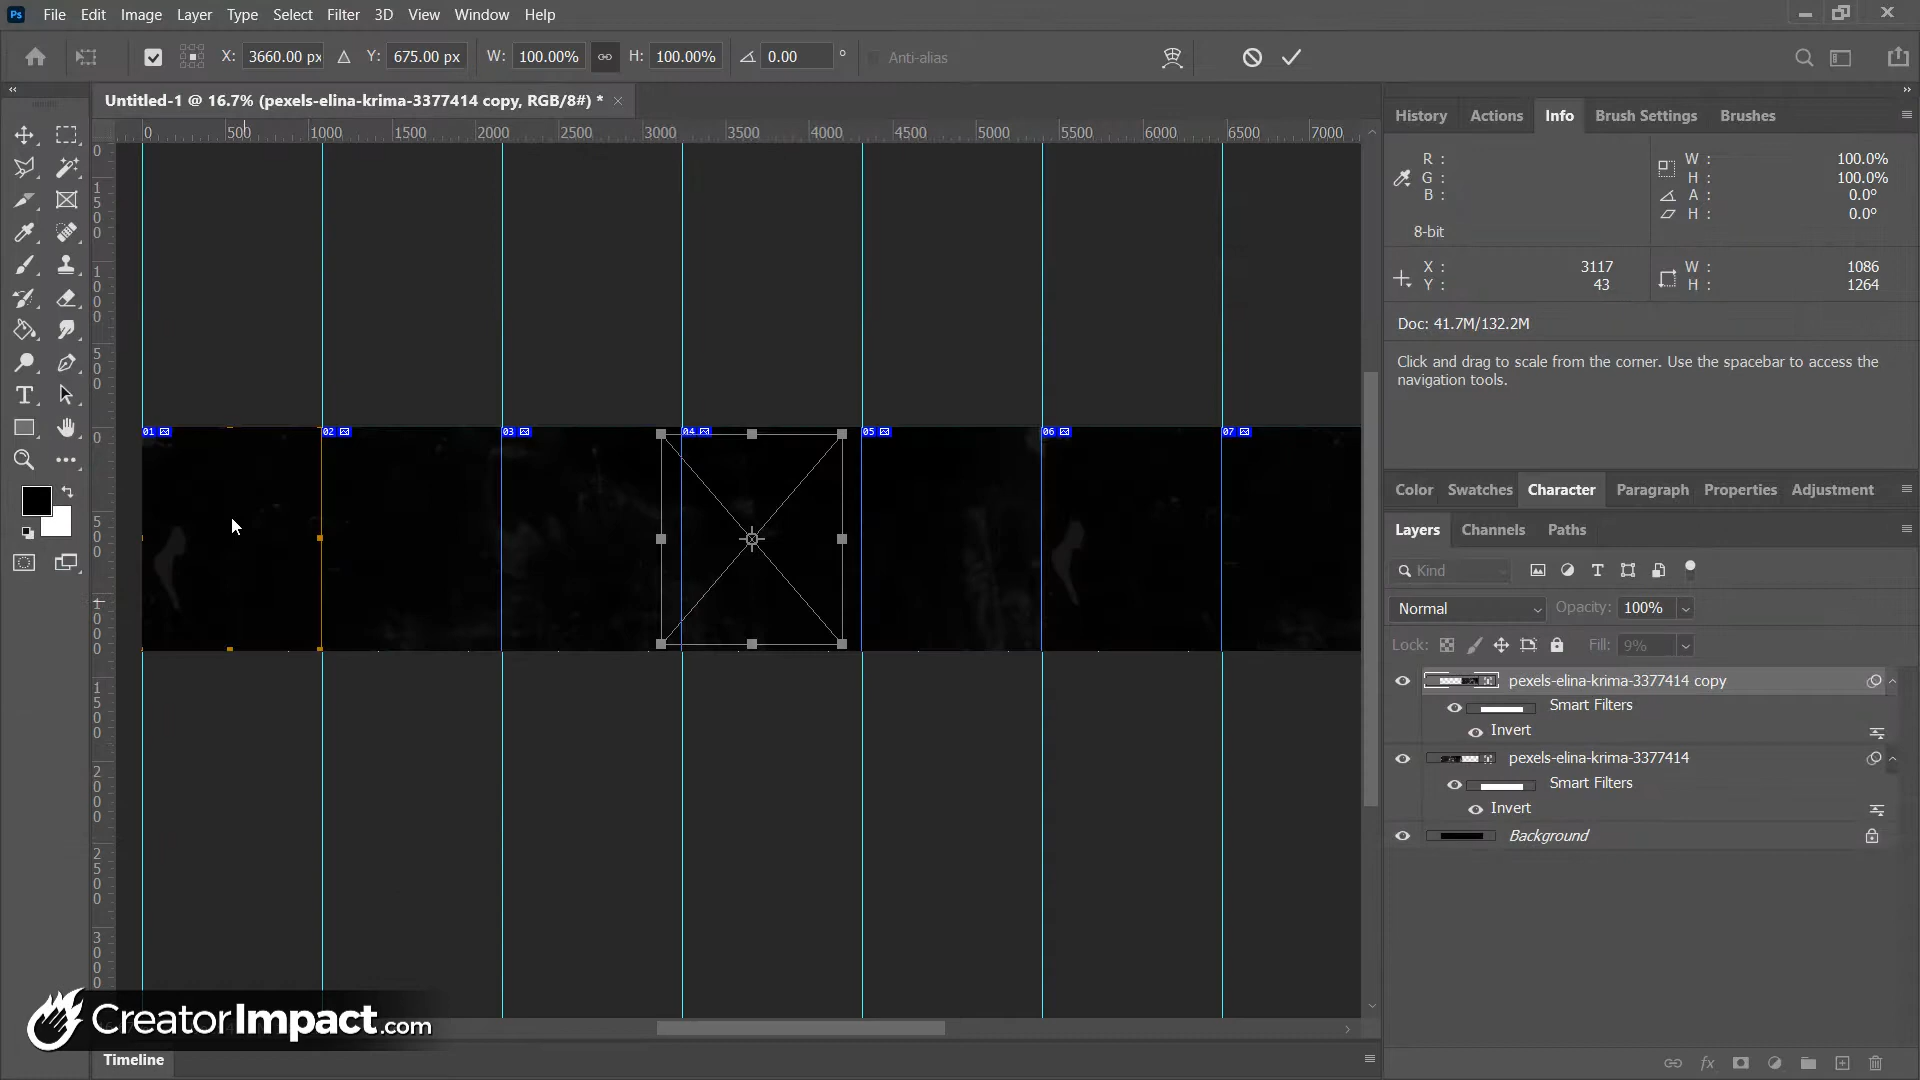 Ps File Edit Image Layer Type Select Filter 3D View Window Help
X: 3660.00 px Y: 675.00 px W: 100.00% H: 100.00% 0.00 ° Anti-alias
Untitled-1 @ 16.7% (pexels-elina-krima-3377414 copy, RGB/8#) * ×
0 500 1000 1500 2000 2500 3000 3500 4000 4500 5000 5500 6000 6500 7000
01 02 03 04 05 06 07
History Actions Info Brush Settings Brushes
R :
G :
B :
8-bit
W : 100.0%
H : 100.0%
A : 0.0°
H : 0.0°
X : 3117
Y : 43
W : 1086
H : 1264
Doc: 41.7M/132.2M
Click and drag to scale from the corner. Use the spacebar to access the
navigation tools.
Color Swatches Character Paragraph Properties Adjustment
Layers Channels Paths
Kind
Normal Opacity: 100%
Lock: Fill: 9%
pexels-elina-krima-3377414 copy
Smart Filters
Invert
pexels-elina-krima-3377414
Smart Filters
Invert
Background
CreatorImpact.com
Timeline